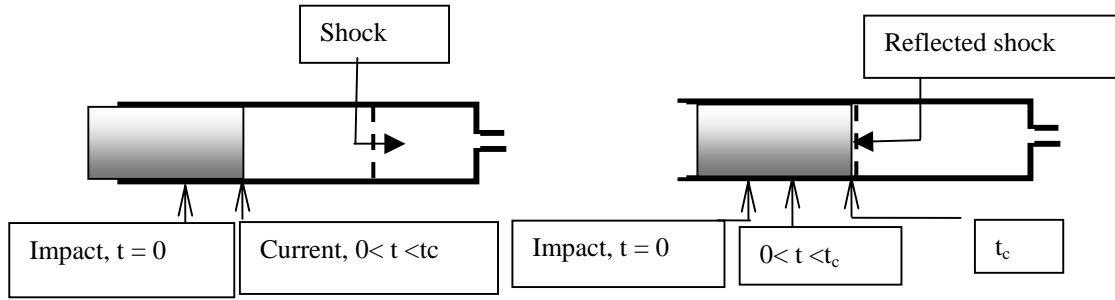 Shock
Reflected shock
Impact, t = 0
Current, 0< t <tc
Impact, t = 0
0< t <tc
tc